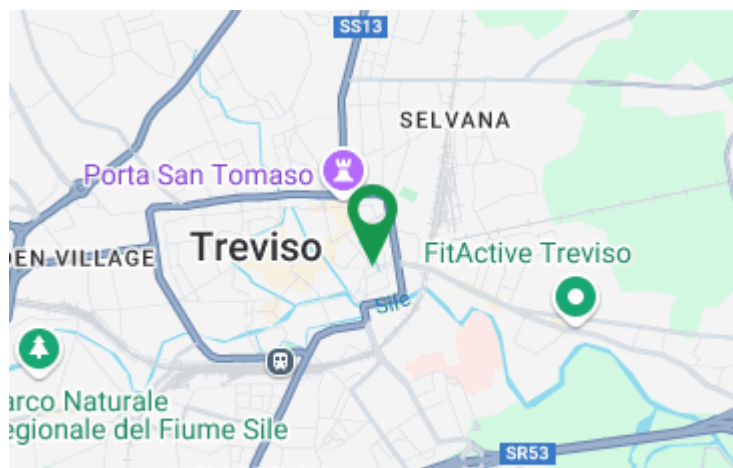 SS13
SELVANA
Porta San Tomaso
Treviso
FitActive Treviso
DEN VILLAGE
Sile
arco Naturale
egionale del Fiume Sile
SR53